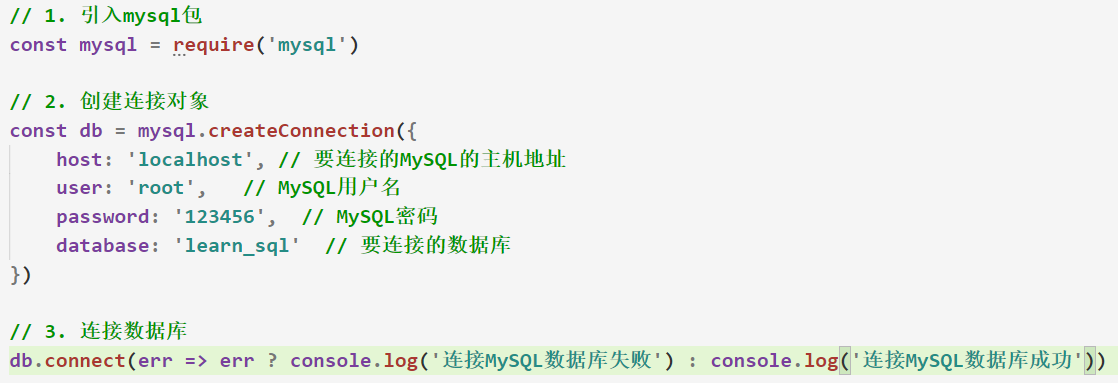 // 1. 引入mysql包
const mysql = require('mysql')
// 2. 创建连接对象
const db = mysql.createConnection({
host: 'localhost', // 要连接的MySQL的主机地址
user: 'root',   // MySQL用户名
password: '123456',  // MySQL密码
database: 'learn_sql'  // 要连接的数据库
})
// 3. 连接数据库
db.connect(err => err ? console.log('连接MySQL数据库失败') : console.log('连接MySQL数据库成功'))